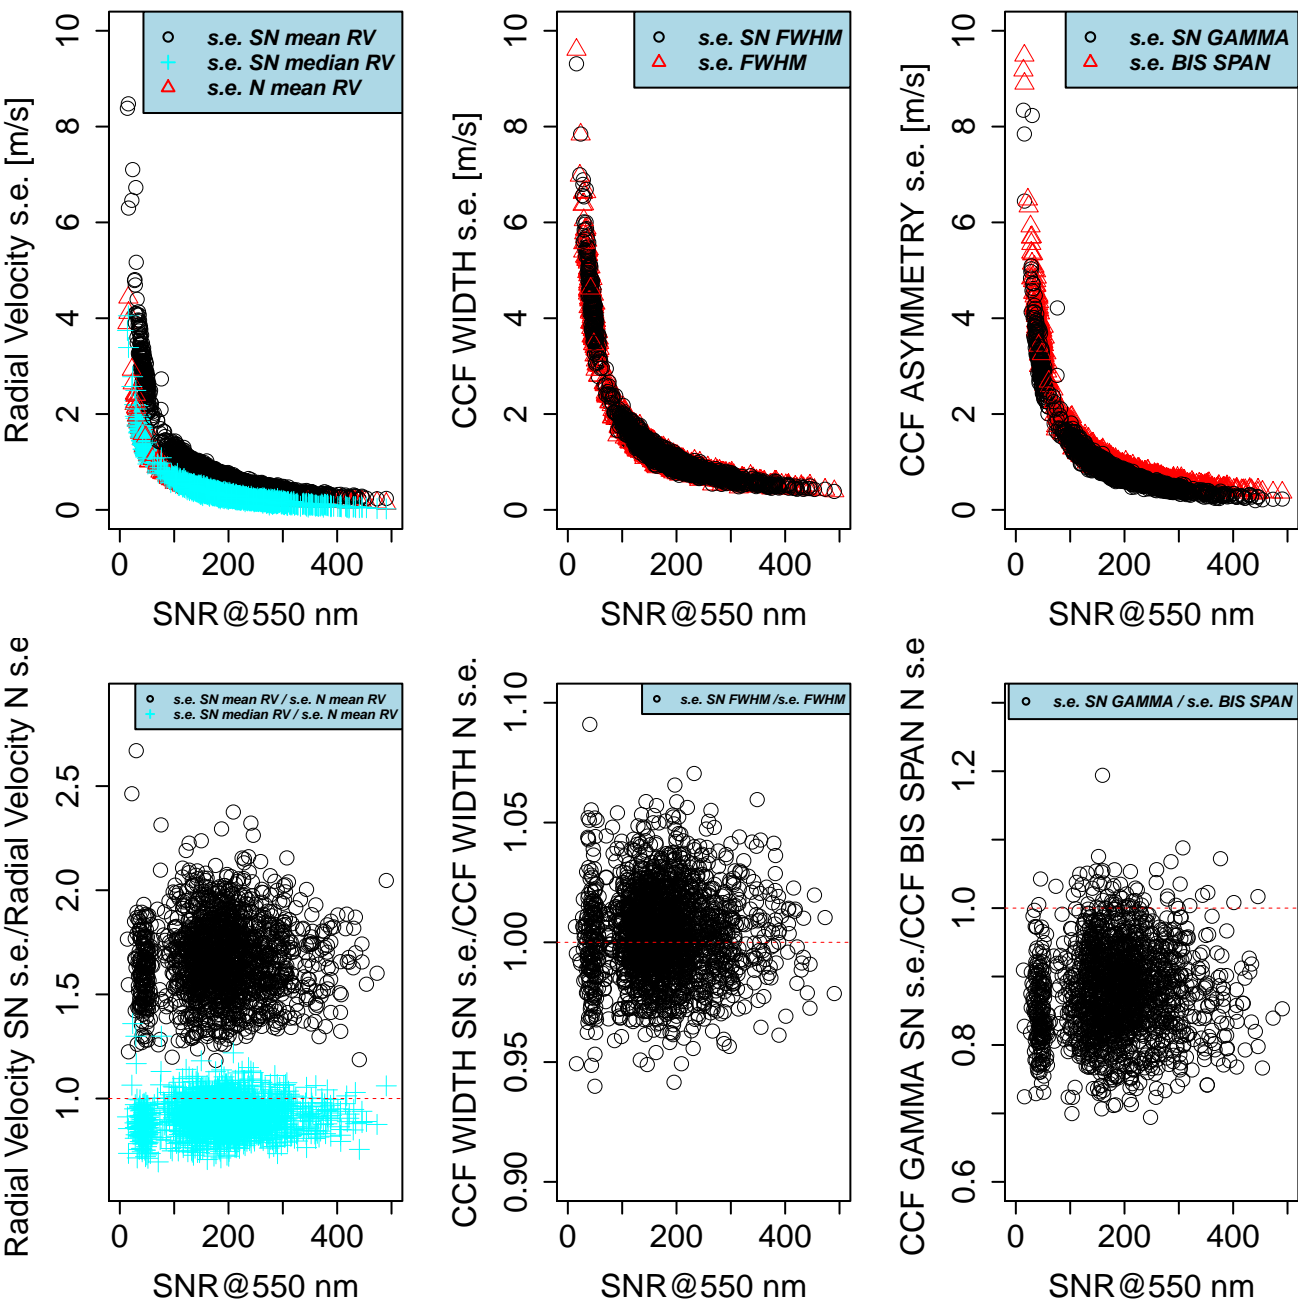 Radial Velocity s.e. [m/s]
10
8
6
4
2
0
s.e. SN mean RV
s.e. SN median RV
s.e. N mean RV
0 200 400
SNR@550 nm
CCF WIDTH s.e. [m/s]
10
8
6
4
2
0
s.e. SN FWHM
s.e. FWHM
0 200 400
SNR@550 nm
CCF ASYMMETRY s.e. [m/s]
10
8
6
4
2
0
s.e. SN GAMMA
s.e. BIS SPAN
0 200 400
SNR@550 nm
Radial Velocity SN s.e./Radial Velocity N s.e
2.5
2.0
1.5
1.0
s.e. SN mean RV / s.e. N mean RV
s.e. SN median RV / s.e. N mean RV
0 200 400
SNR@550 nm
CCF WIDTH SN s.e./CCF WIDTH N s.e.
1.10
1.05
1.00
0.95
0.90
s.e. SN FWHM /s.e. FWHM
0 200 400
SNR@550 nm
CCF GAMMA SN s.e./CCF BIS SPAN N s.e
1.2
1.0
0.8
0.6
s.e. SN GAMMA / s.e. BIS SPAN
0 200 400
SNR@550 nm